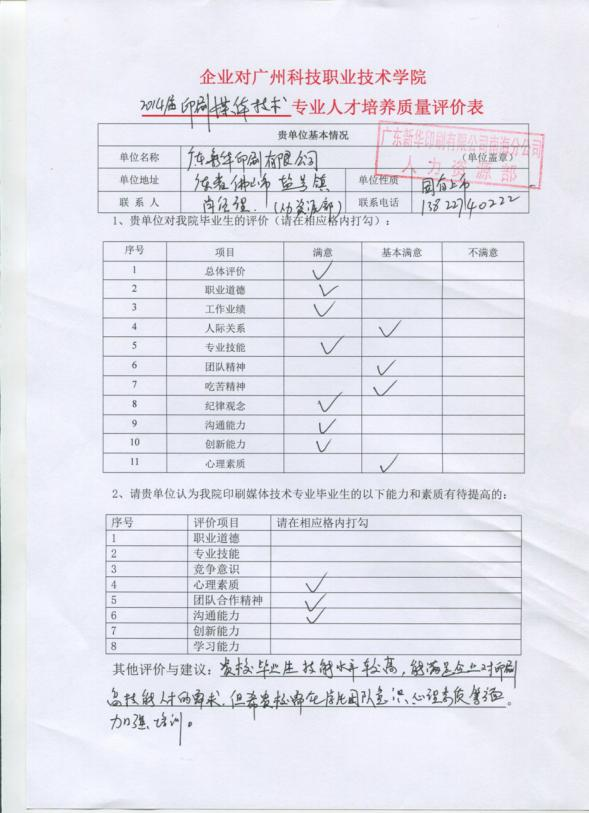 企业对广州科技职业技术学院
2014届印刷媒体技术专业人才培养质量评价表
贵单位基本情况
广东新华印刷有限公司南海分公司
人力资源部
单位名称 广东新华印刷有限公司 (单位盖章)
单位地址 广东省佛山市盐步镇 单位性质 国有上市
联系人 经理.(人力资源部) 联系电话 13822740222
1、贵单位对我院毕业生的评价(请在相应格内打勾):
序号 项目 满意 基本满意 不满意
1 总体评价 ✓
2 职业道德 ✓
3 工作业绩 ✓
4 人际关系 ✓
5 专业技能 ✓
6 团队精神 ✓
7 吃苦精神 ✓
8 纪律观念 ✓
9 沟通能力 ✓
10 创新能力 ✓
11 心理素质 ✓
2、请贵单位认为我院印刷媒体技术专业毕业生的以下能力和素质有待提高的:
序号 评价项目 请在相应格内打勾
1 职业道德
2 专业技能
3 竞争意识
4 心理素质 ✓
5 团队合作精神 ✓
6 沟通能力 ✓
7 创新能力
8 学习能力
其他评价与建议:贵校毕业生技能水平较高,能满足企业对印刷
高技能人才的需求,但希贵校能在学生团队意识、心理素质等方面。
加强培训。